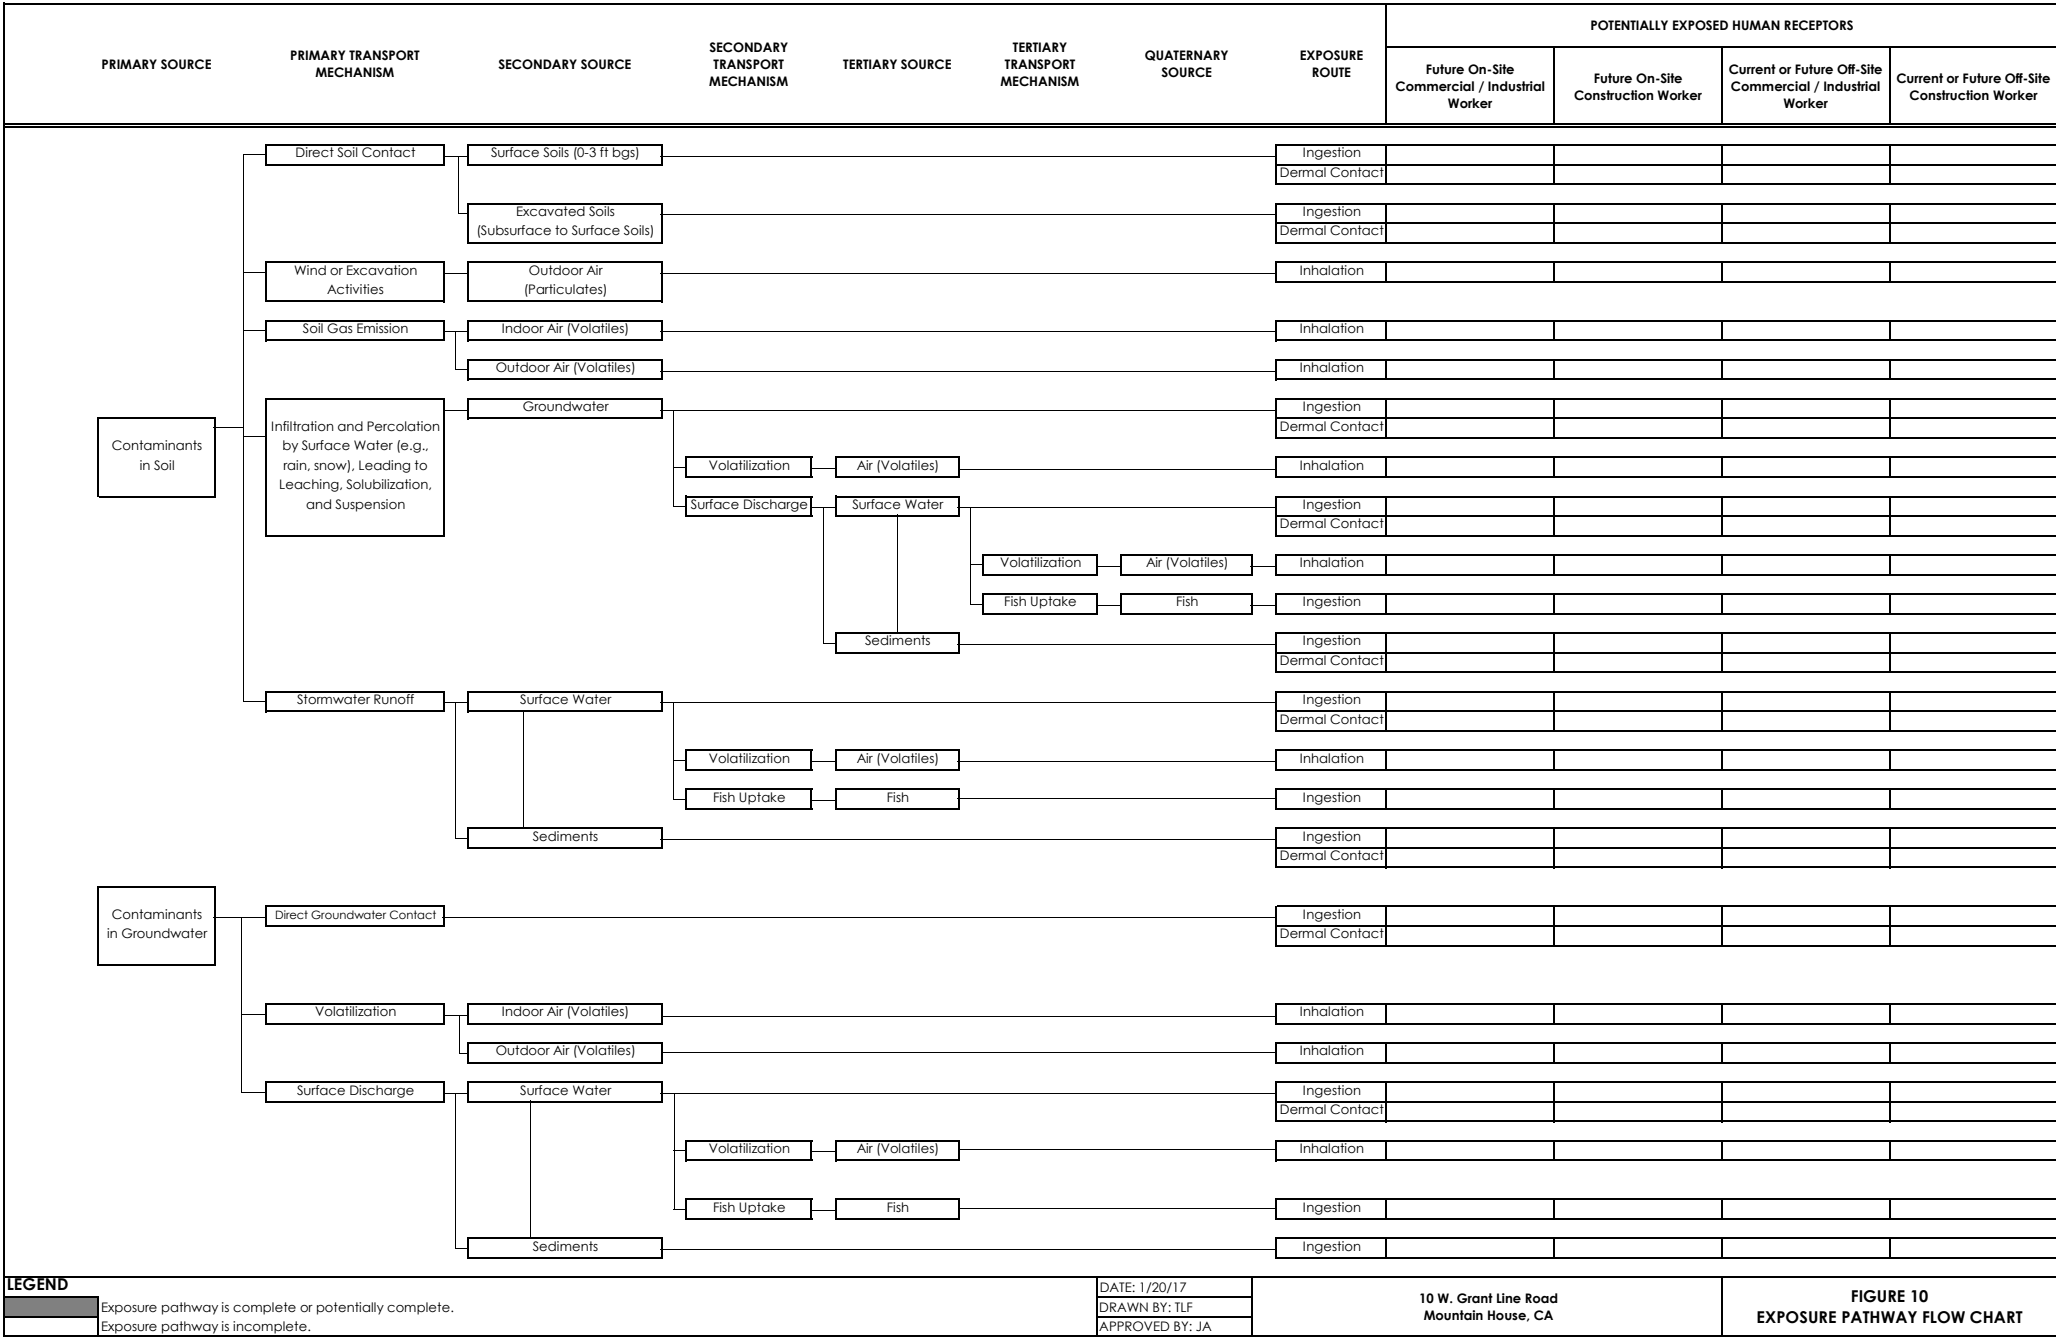 POTENTIALLY EXPOSED HUMAN RECEPTORS
PRIMARY SOURCE
PRIMARY TRANSPORT
MECHANISM
SECONDARY SOURCE
SECONDARY
TRANSPORT
MECHANISM
TERTIARY SOURCE
TERTIARY
TRANSPORT
MECHANISM
QUATERNARY
SOURCE
EXPOSURE
ROUTE
Future On-Site
Commercial / Industrial
Worker
Future On-Site
Construction Worker
Current or Future Off-Site
Commercial / Industrial
Worker
Current or Future Off-Site
Construction Worker
Direct Soil Contact
Surface Soils (0-3 ft bgs)
Ingestion
Dermal Contact
Excavated Soils
(Subsurface to Surface Soils)
Ingestion
Dermal Contact
Wind or Excavation
Activities
Outdoor Air
(Particulates)
Inhalation
Soil Gas Emission
Indoor Air (Volatiles)
Inhalation
Outdoor Air (Volatiles)
Inhalation
Contaminants
in Soil
Infiltration and Percolation
by Surface Water (e.g.,
rain, snow), Leading to
Leaching, Solubilization,
and Suspension
Groundwater
Ingestion
Dermal Contact
Volatilization
Air (Volatiles)
Inhalation
Surface Discharge
Surface Water
Ingestion
Dermal Contact
Volatilization
Air (Volatiles)
Inhalation
Fish Uptake
Fish
Ingestion
Sediments
Ingestion
Dermal Contact
Stormwater Runoff
Surface Water
Ingestion
Dermal Contact
Volatilization
Air (Volatiles)
Inhalation
Fish Uptake
Fish
Ingestion
Sediments
Ingestion
Dermal Contact
Contaminants
in Groundwater
Direct Groundwater Contact
Ingestion
Dermal Contact
Volatilization
Indoor Air (Volatiles)
Inhalation
Outdoor Air (Volatiles)
Inhalation
Surface Discharge
Surface Water
Ingestion
Dermal Contact
Volatilization
Air (Volatiles)
Inhalation
Fish Uptake
Fish
Ingestion
Sediments
Ingestion
LEGEND
Exposure pathway is complete or potentially complete.
Exposure pathway is incomplete.
DATE: 1/20/17
DRAWN BY: TLF
APPROVED BY: JA
10 W. Grant Line Road
Mountain House, CA
FIGURE 10
EXPOSURE PATHWAY FLOW CHART